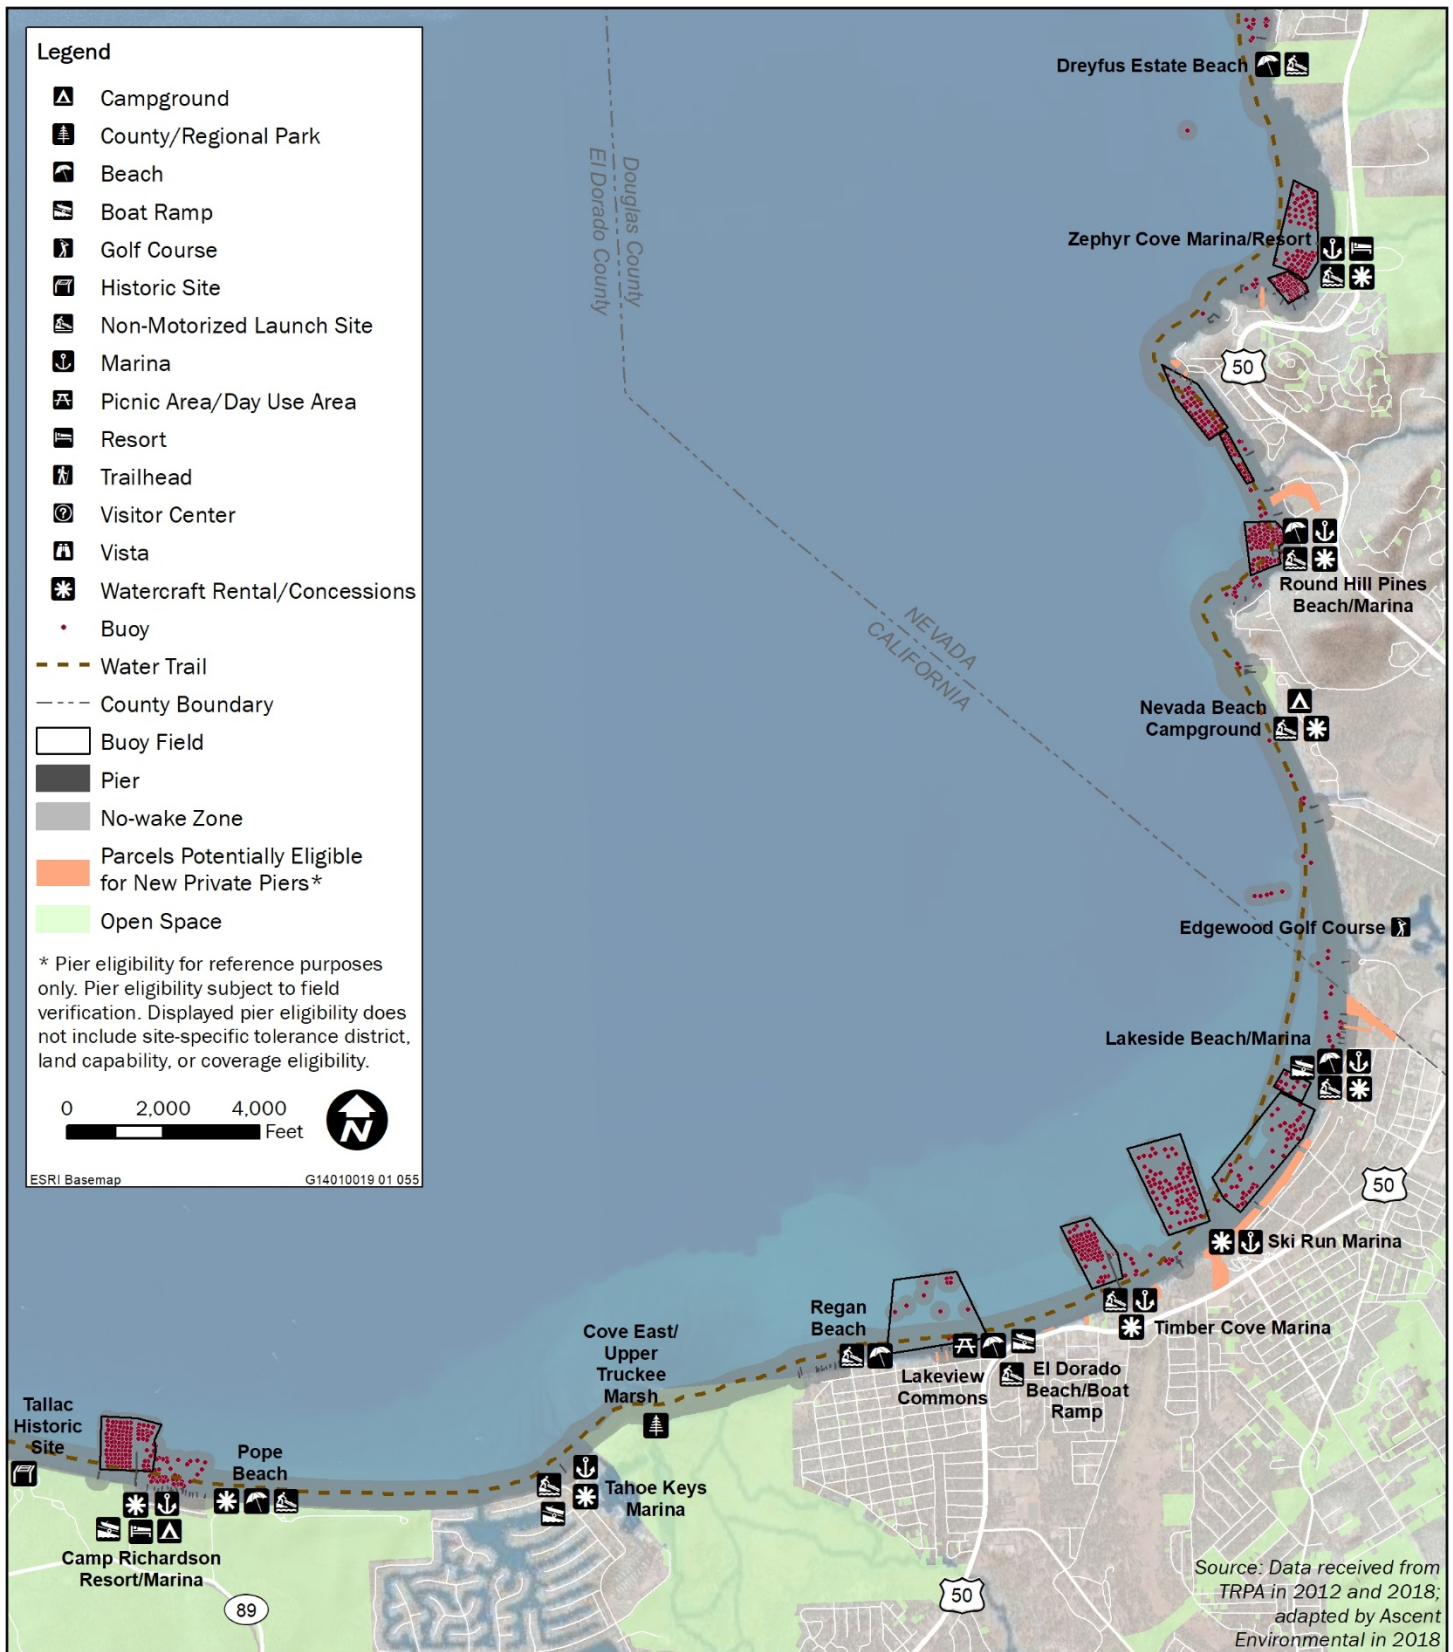 Legend
Campground
County/Regional Park
Beach
Boat Ramp
Golf Course
Historic Site
Non-Motorized Launch Site
Marina
Picnic Area/Day Use Area
Resort
Trailhead
Visitor Center
Vista
Watercraft Rental/Concessions
Buoy
Water Trail
County Boundary
Buoy Field
Pier
No-wake Zone
Parcels Potentially Eligible
for New Private Piers*
Open Space
* Pier eligibility for reference purposes
only. Pier eligibility subject to field
verification. Displayed pier eligibility does
not include site-specific tolerance district,
land capability, or coverage eligibility.
0 2,000 4,000
Feet
N
ESRI Basemap G14010019 01 055
Douglas County
El Dorado County
Dreyfus Estate Beach
Zephyr Cove Marina/Resort
50
Round Hill Pines
Beach/Marina
NEVADA
CALIFORNIA
Nevada Beach
Campground
Edgewood Golf Course
Lakeside Beach/Marina
50
Ski Run Marina
Timber Cove Marina
Regan
Beach
Lakeview
Commons
El Dorado
Beach/Boat
Ramp
Cove East/
Upper
Truckee
Marsh
Tallac
Historic
Site
Pope
Beach
Tahoe Keys
Marina
Camp Richardson
Resort/Marina
89
50
Source: Data received from
TRPA in 2012 and 2018;
adapted by Ascent
Environmental in 2018